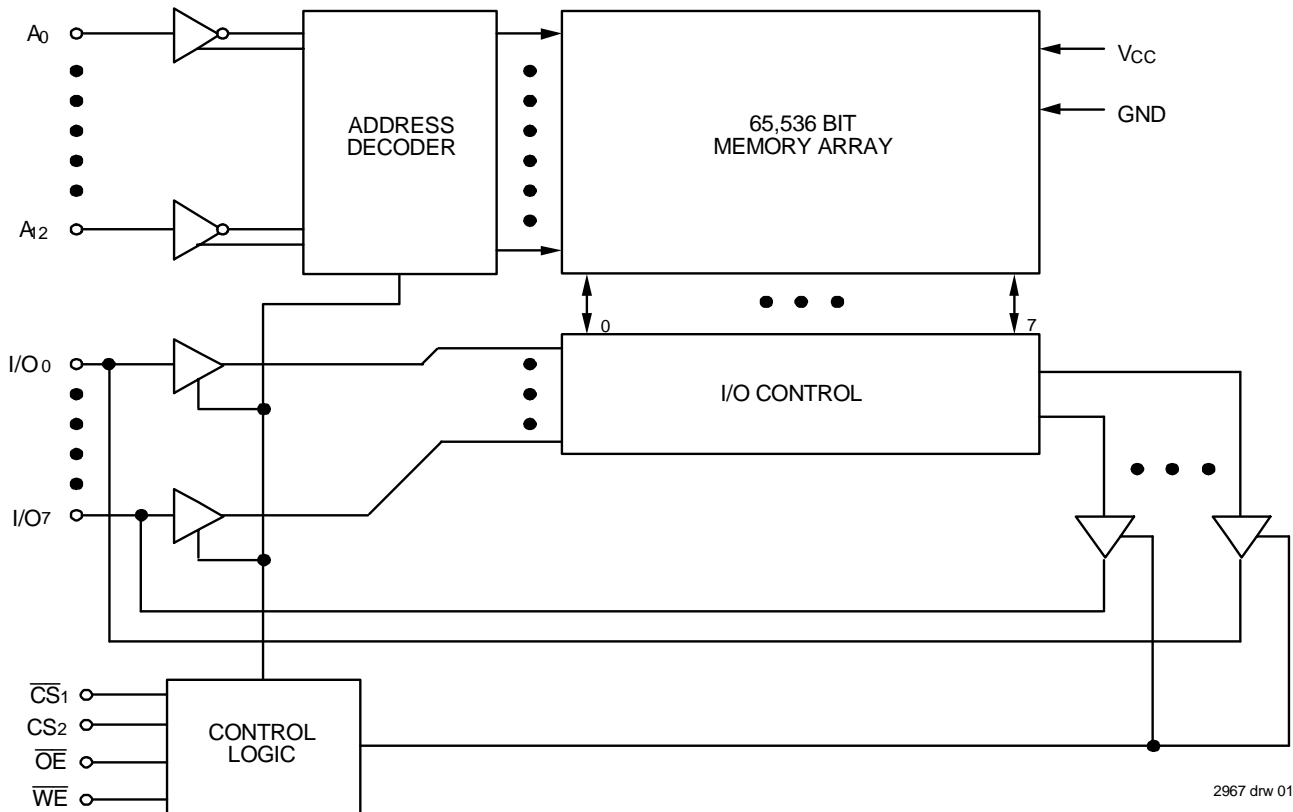 A0
ADDRESS
DECODER
65,536 BIT
MEMORY ARRAY
VCC
GND
A12
0
7
I/O0
I/O CONTROL
I/O7
CS1
CS2
OE
WE
CONTROL
LOGIC
2967 drw 01